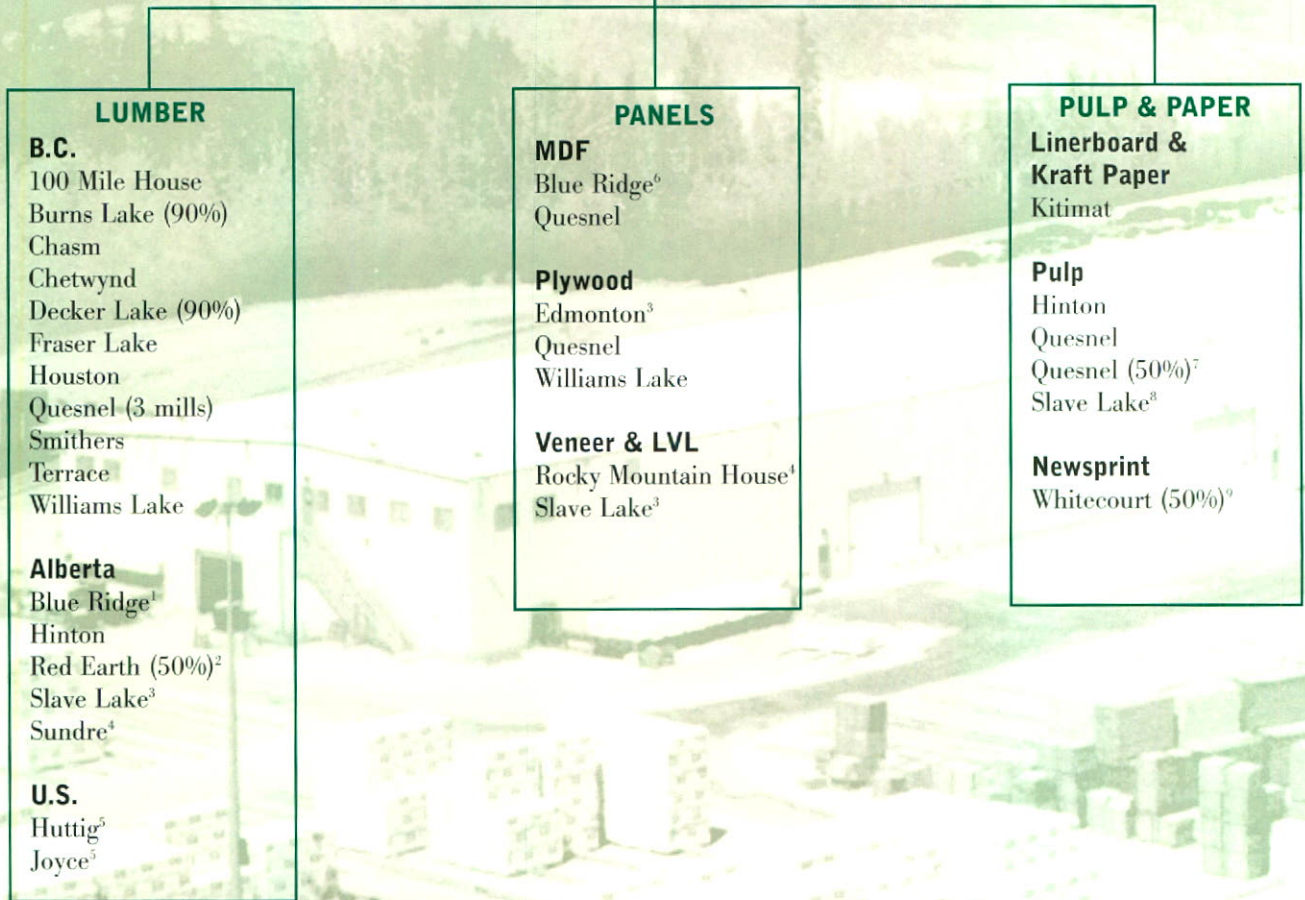 LUMBER
B.C.
100 Mile House
Burns Lake (90%)
Chasm
Chetwynd
Decker Lake (90%)
Fraser Lake
Houston
Quesnel (3 mills)
Smithers
Terrace
Williams Lake
Alberta
Blue Ridge¹
Hinton
Red Earth (50%)²
Slave Lake³
Sundre⁴
U.S.
Huttig⁵
Joyce⁵
PANELS
MDF
Blue Ridge⁶
Quesnel
Plywood
Edmonton³
Quesnel
Williams Lake
Veneer & LVL
Rocky Mountain House⁴
Slave Lake³
PULP & PAPER
Linerboard &
Kraft Paper
Kitimat
Pulp
Hinton
Quesnel
Quesnel (50%)⁷
Slave Lake⁸
Newsprint
Whitecourt (50%)⁹